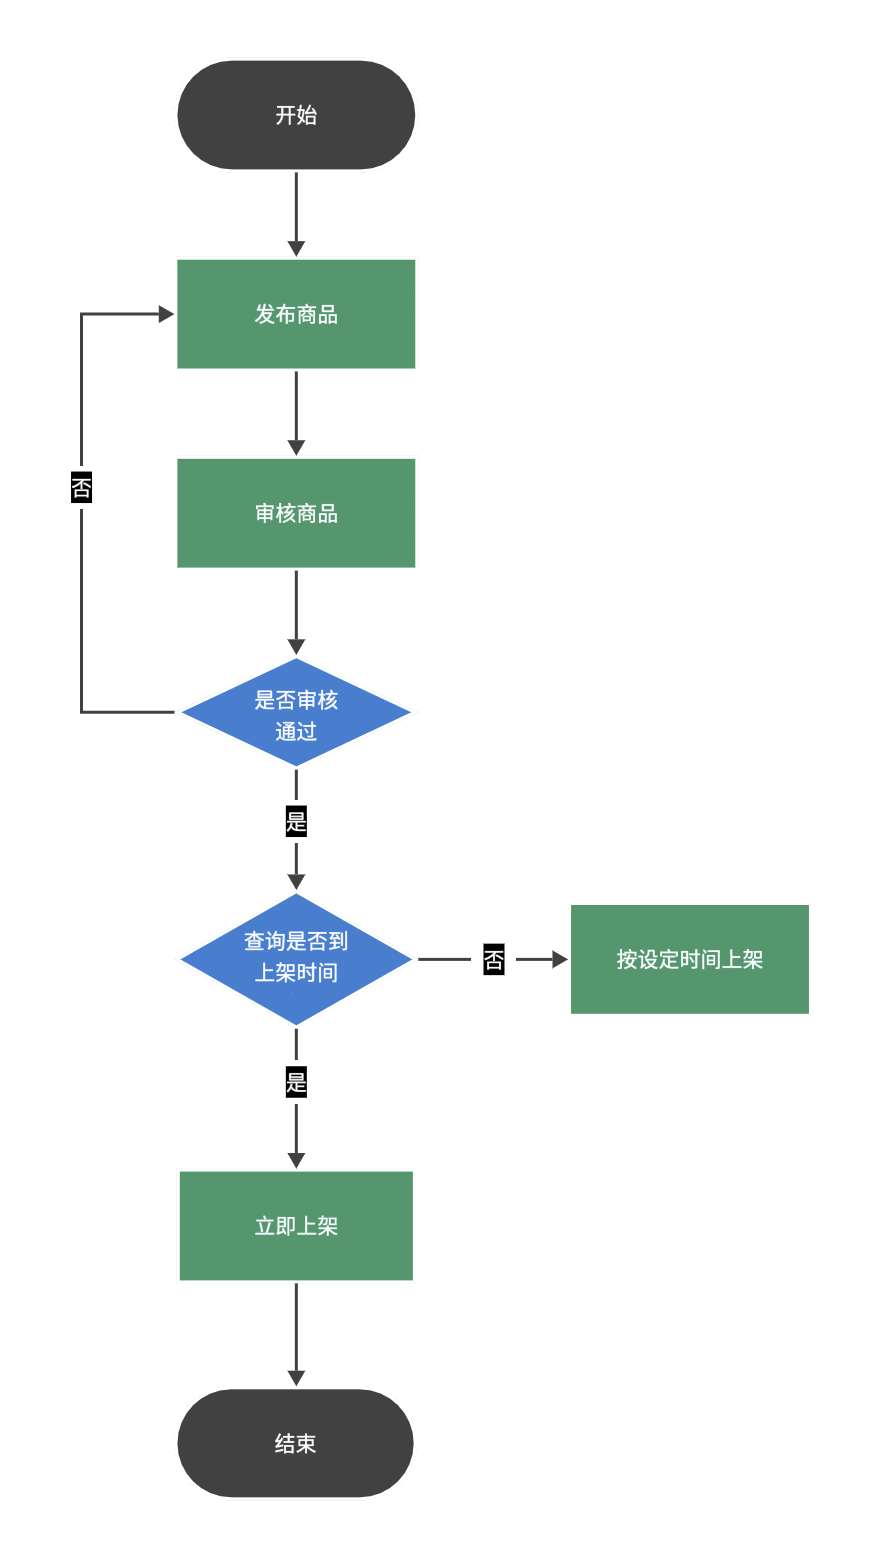 开始
发布商品
否
审核商品
是否审核
通过
是
查询是否到
上架时间
否
按设定时间上架
是
立即上架
结束